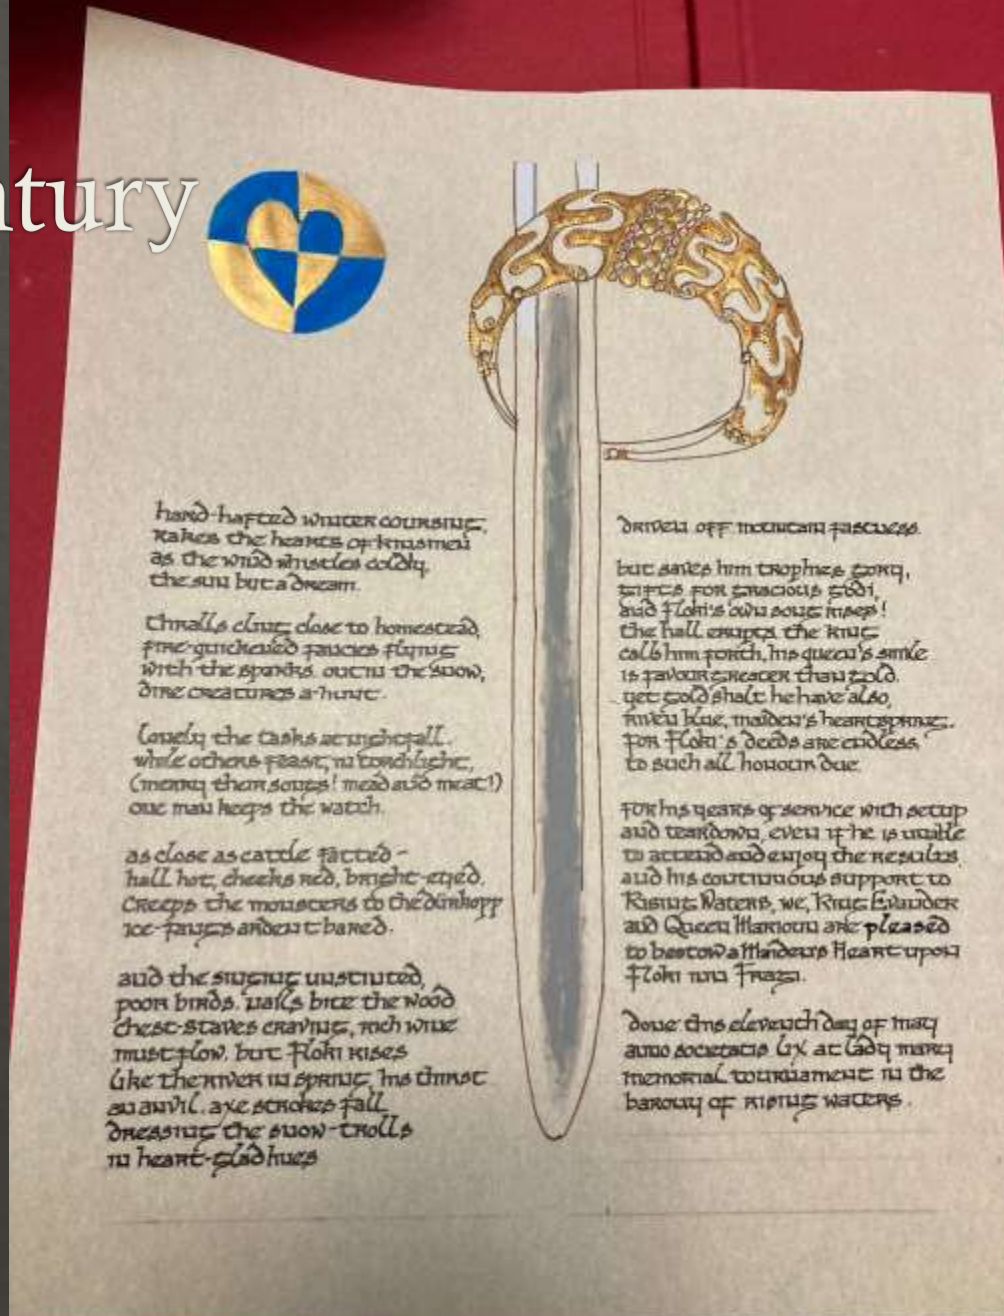 ntury
hard-hafted winter coursing,
rakes the hearts of kinsmen
as the wind whistles coldly,
the sun but a dream.
thralls cling close to homestead,
fire-quickened fancies flying
with the sparks. out in the snow,
dire creatures a-hunt.
lonely the tasks at nightfall.
while others feast, in torchlight,
(merry their songs! mead and meat!)
one man keeps the watch.
as close as cattle fatted -
hall hot, cheeks red, bright-eyed.
creeps the monsters to the
ice-fangs ardent bared.
and the singing unstinted,
poor birds. nails bite the wood
chest-staves craving, rich wine
must flow. but Floki rises
like the river in spring, his thirst
an anvil. axe strokes fall
dressing the snow-trolls
in heart-glad hues
driven off mountain fastness.
but saves him trophies gory,
gifts for gracious godi,
and Floki's own song rises!
the hall erupts. the king
calls him forth, his queen's smile
is favour greater than gold.
yet gold shalt he have also,
riven blue, maiden's heartspring.
for Floki's deeds are endless,
to such all honour due.
for his years of service with setup
and teardown, even if he is unable
to attend and enjoy the results,
and his continuous support to
Rising Waters, we, King Evander
and Queen Marioun are pleased
to bestow a Maiden's Heart upon
Floki inn Fragi.
done this eleventh day of may
anno societatis LIX at lady mary
memorial tournament in the
barony of rising waters.